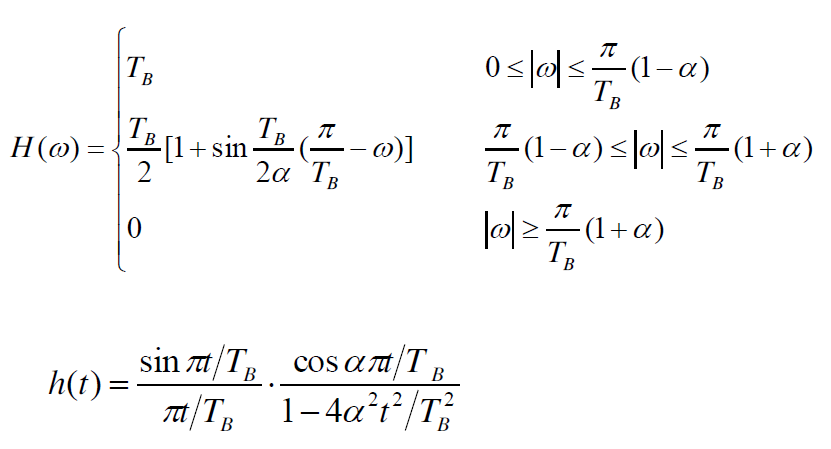 T_B 0 ≤ |ω| ≤ π/T_B (1 − α)
H(ω) = { T_B/2 [1 + sin T_B/2α (π/T_B − ω)] π/T_B (1 − α) ≤ |ω| ≤ π/T_B (1 + α)
0 |ω| ≥ π/T_B (1 + α)
h(t) = sin πt/T_B / πt/T_B · cos απt/T_B / 1 − 4α²t²/T_B²